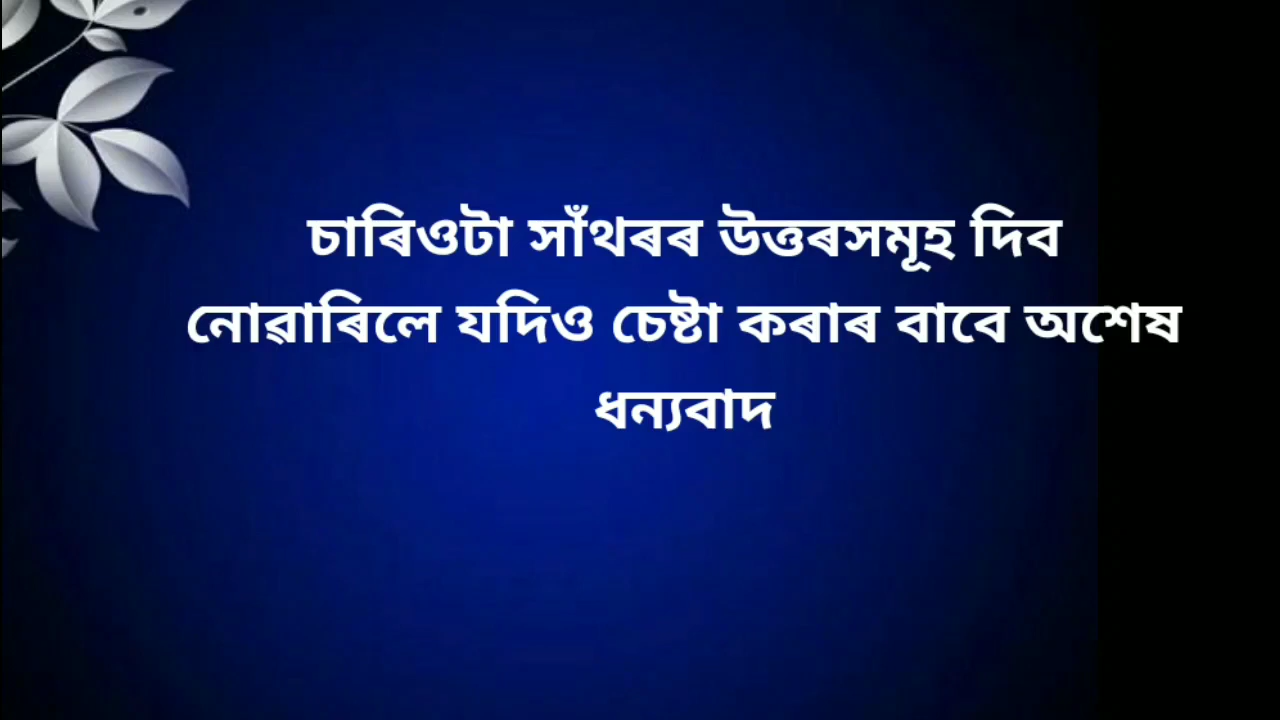 চাৰিওটা সাঁথৰৰ উত্তৰসমূহ দিব
নোৱাৰিলে যদিও চেষ্টা কৰাৰ বাবে অশেষ
ধন্যবাদ